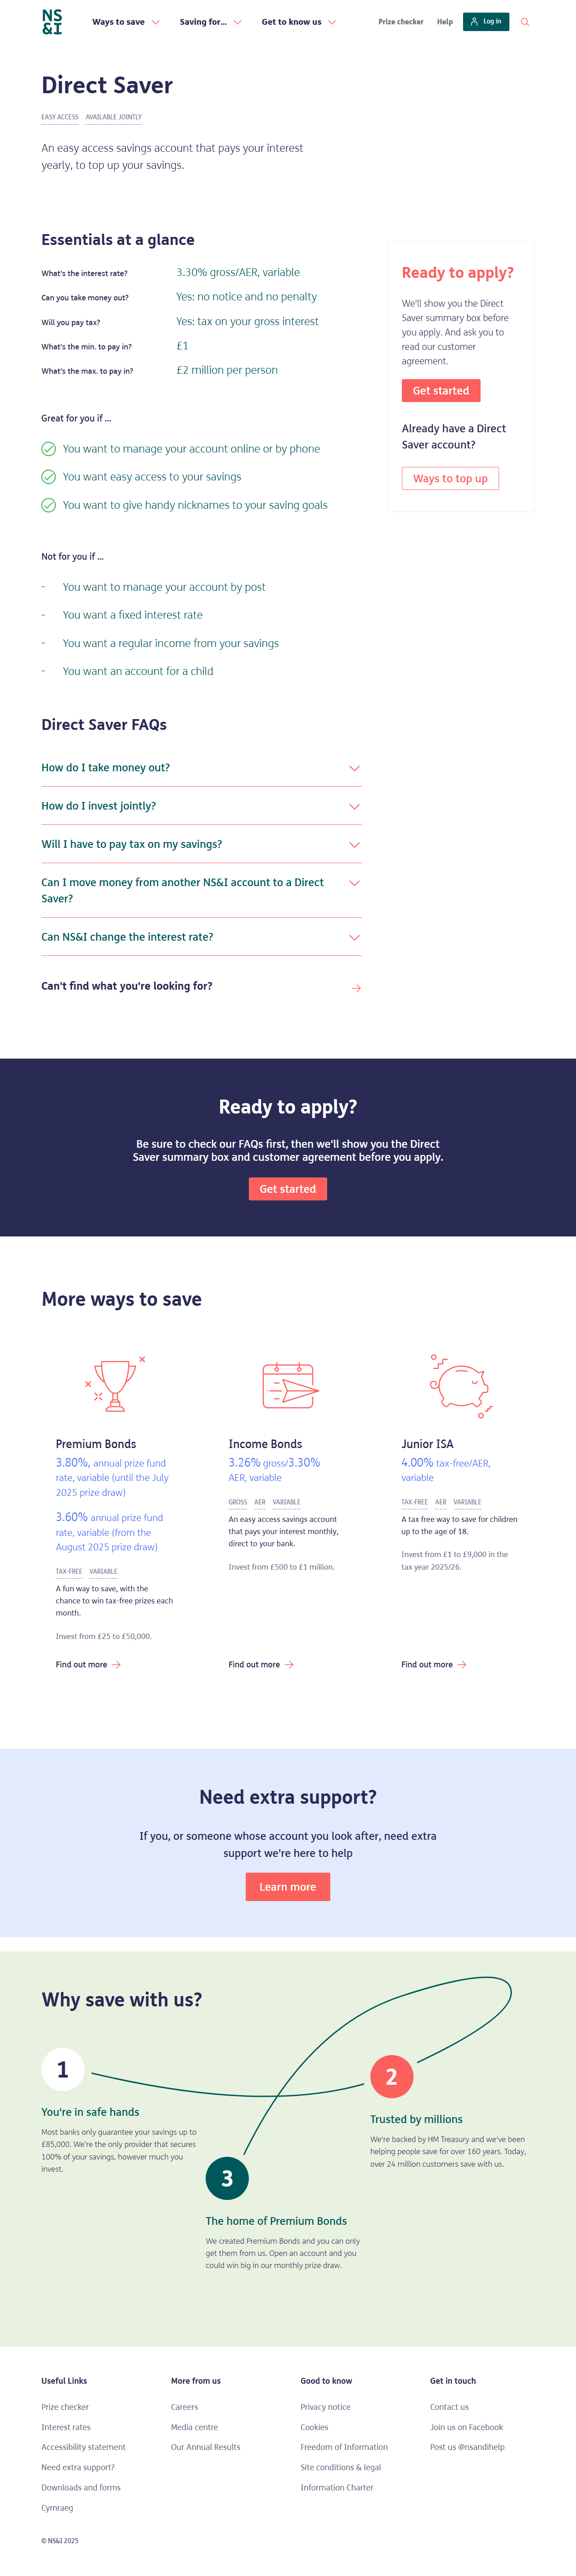 NS
&I
Ways to save
Saving for...
Get to know us
Prize checker
Help
Log in
Direct Saver
EASY ACCESS AVAILABLE JOINTLY
An easy access savings account that pays your interest
yearly, to top up your savings.
Essentials at a glance
What's the interest rate? 3.30% gross/AER, variable
Can you take money out? Yes: no notice and no penalty
Will you pay tax? Yes: tax on your gross interest
What's the min. to pay in? £1
What's the max. to pay in? £2 million per person
Great for you if ...
You want to manage your account online or by phone
You want easy access to your savings
You want to give handy nicknames to your saving goals
Not for you if ...
– You want to manage your account by post
– You want a fixed interest rate
– You want a regular income from your savings
– You want an account for a child
Ready to apply?
We'll show you the Direct
Saver summary box before
you apply. And ask you to
read our customer
agreement.
Get started
Already have a Direct
Saver account?
Ways to top up
Direct Saver FAQs
How do I take money out?
How do I invest jointly?
Will I have to pay tax on my savings?
Can I move money from another NS&I account to a Direct
Saver?
Can NS&I change the interest rate?
Can't find what you're looking for?
Ready to apply?
Be sure to check our FAQs first, then we'll show you the Direct
Saver summary box and customer agreement before you apply.
Get started
More ways to save
Premium Bonds
3.80%, annual prize fund
rate, variable (until the July
2025 prize draw)
3.60% annual prize fund
rate, variable (from the
August 2025 prize draw)
TAX-FREE VARIABLE
A fun way to save, with the
chance to win tax-free prizes each
month.
Invest from £25 to £50,000.
Find out more
Income Bonds
3.26% gross/3.30%
AER, variable
GROSS AER VARIABLE
An easy access savings account
that pays your interest monthly,
direct to your bank.
Invest from £500 to £1 million.
Find out more
Junior ISA
4.00% tax-free/AER,
variable
TAX-FREE AER VARIABLE
A tax free way to save for children
up to the age of 18.
Invest from £1 to £9,000 in the
tax year 2025/26.
Find out more
Need extra support?
If you, or someone whose account you look after, need extra
support we're here to help
Learn more
Why save with us?
1
You're in safe hands
Most banks only guarantee your savings up to
£85,000. We're the only provider that secures
100% of your savings, however much you
invest.
2
Trusted by millions
We're backed by HM Treasury and we've been
helping people save for over 160 years. Today,
over 24 million customers save with us.
3
The home of Premium Bonds
We created Premium Bonds and you can only
get them from us. Open an account and you
could win big in our monthly prize draw.
Useful Links
Prize checker
Interest rates
Accessibility statement
Need extra support?
Downloads and forms
Cymraeg
More from us
Careers
Media centre
Our Annual Results
Good to know
Privacy notice
Cookies
Freedom of Information
Site conditions & legal
Information Charter
Get in touch
Contact us
Join us on Facebook
Post us @nsandihelp
© NS&I 2025